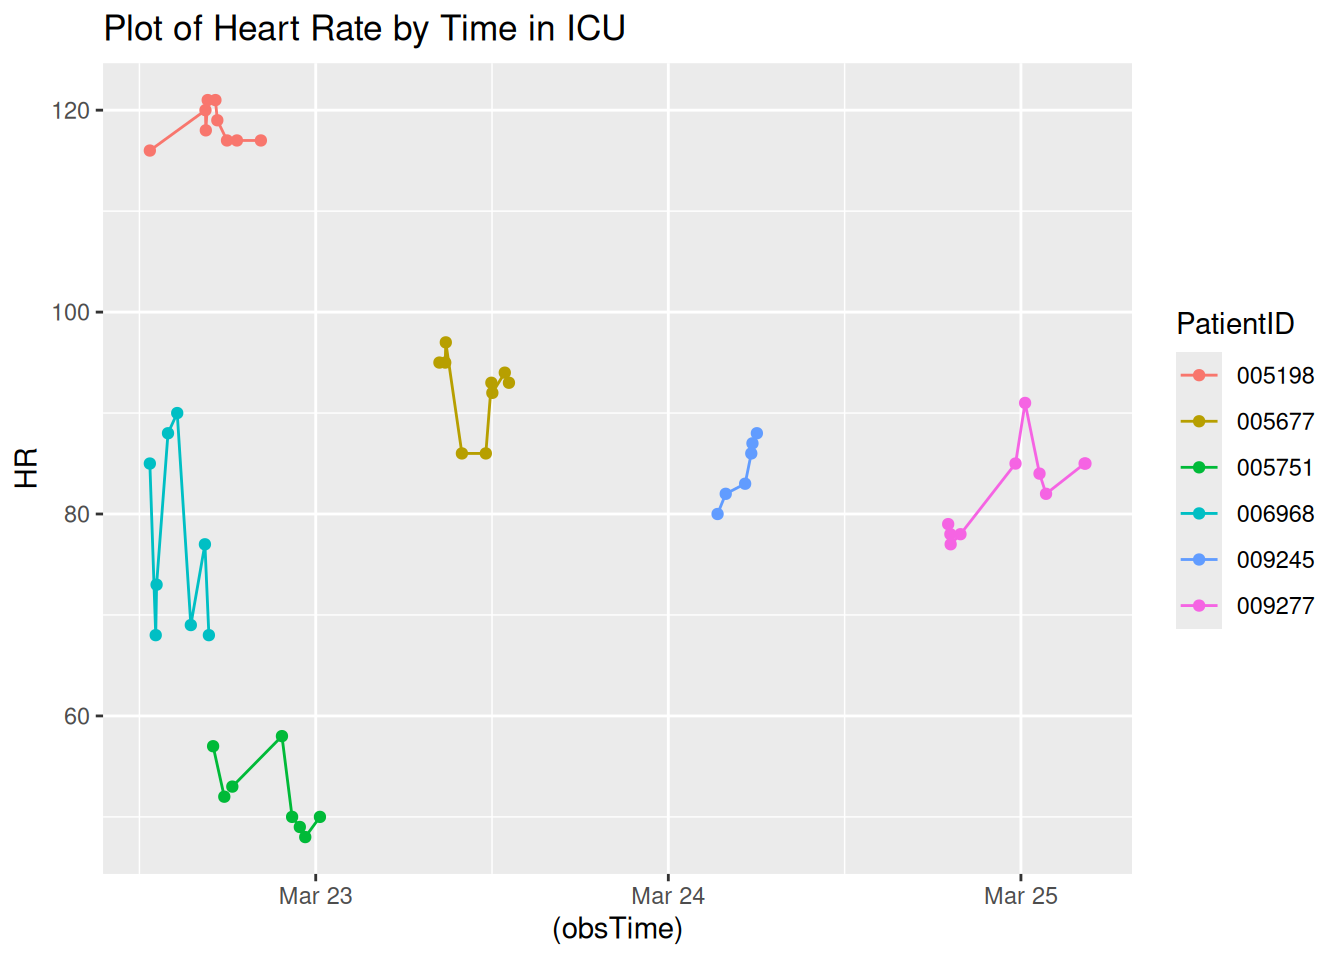 Plot of Heart Rate by Time in ICU
120
100
80
60
HR
Mar 23
Mar 24
Mar 25
(obsTime)
PatientID
005198
005677
005751
006968
009245
009277